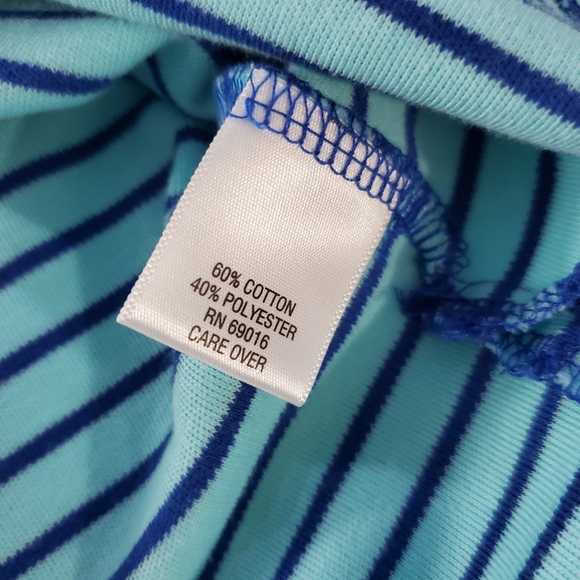 60% COTTON
40% POLYESTER
RN 69016
CARE OVER